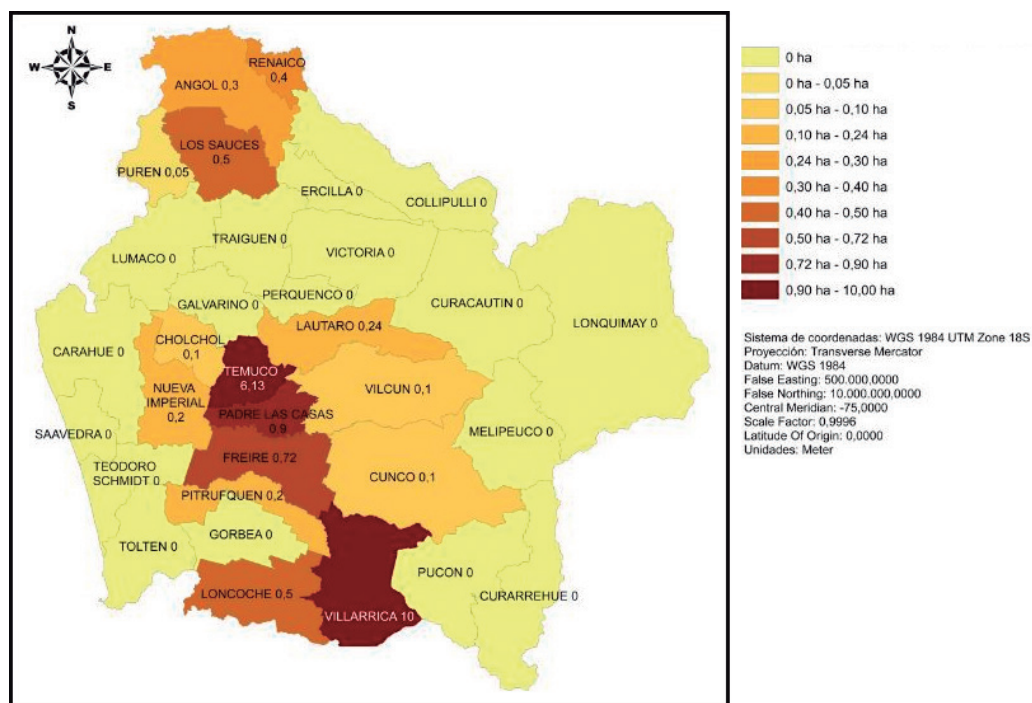 N
W E
S
RENAICO
0,4
ANGOL 0,3
LOS SAUCES
0,5
PUREN 0,05
ERCILLA 0
COLLIPULLI 0
TRAIGUEN 0
LUMACO 0
VICTORIA 0
GALVARINO 0
PERQUENCO 0
CURACAUTIN 0
LONQUIMAY 0
LAUTARO 0,24
CARAHUE 0
CHOLCHOL
0,1
TEMUCO
6,13
VILCUN 0,1
NUEVA
IMPERIAL
0,2
PADRE LAS CASAS
0,9
SAAVEDRA 0
MELIPEUCO 0
FREIRE 0,72
TEODORO
SCHMIDT 0
CUNCO 0,1
PITRUFQUEN 0,2
GORBEA 0
TOLTEN 0
PUCON 0
LONCOCHE 0,5
CURARREHUE 0
VILLARRICA 10
0 ha
0 ha - 0,05 ha
0,05 ha - 0,10 ha
0,10 ha - 0,24 ha
0,24 ha - 0,30 ha
0,30 ha - 0,40 ha
0,40 ha - 0,50 ha
0,50 ha - 0,72 ha
0,72 ha - 0,90 ha
0,90 ha - 10,00 ha
Sistema de coordenadas: WGS 1984 UTM Zone 18S
Proyección: Transverse Mercator
Datum: WGS 1984
False Easting: 500.000,0000
False Northing: 10.000.000,0000
Central Meridian: -75,0000
Scale Factor: 0,9996
Latitude Of Origin: 0,0000
Unidades: Meter